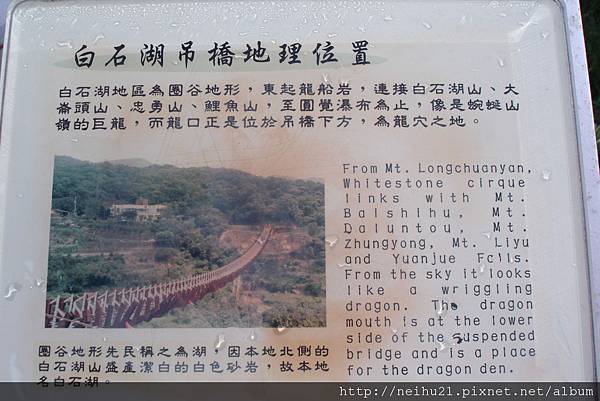 白石湖吊橋地理位置
白石湖地區為圈谷地形，東起龍船岩，連接白石湖山、大
崙頭山、忠勇山、鯉魚山，至圓覺瀑布為止，像是蜿蜒山
嶺的巨龍，而龍口正是位於吊橋下方，為龍穴之地。
From Mt. Longchuanyan,
Whitestone cirque
links with Mt.
Baishihu, Mt.
Daluntou, Mt.
Zhungyong, Mt. Liyu
and Yuanjue Falls.
From the sky it looks
like a wriggling
dragon. The dragon
mouth is at the lower
side of the suspended
bridge and is a place
for the dragon den.
圈谷地形先民稱之為湖，因本地北側的
白石湖山盛產潔白的白色砂岩，故本地
名白石湖。
http://neihu21.pixnet.net/album